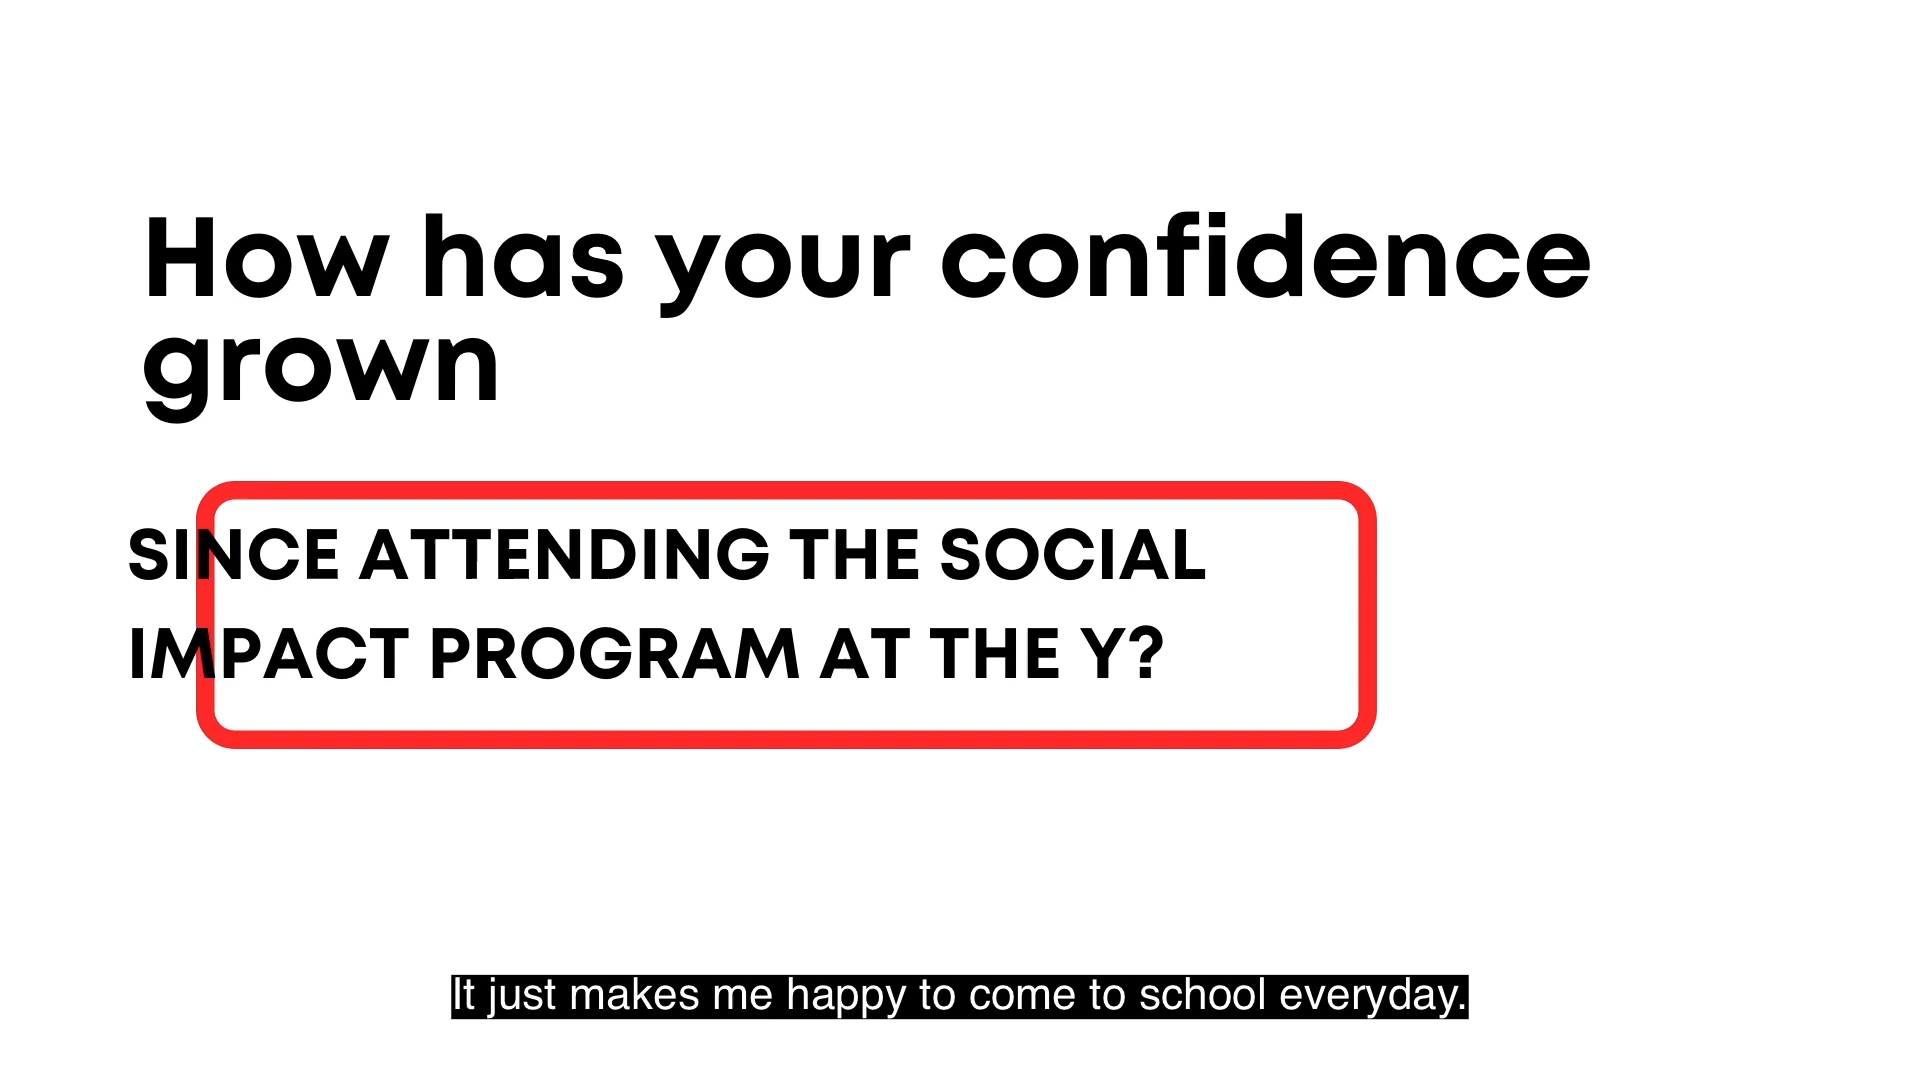 How has your confidence
grown
SINCE ATTENDING THE SOCIAL
IMPACT PROGRAM AT THE Y?
It just makes me happy to come to school everyday.